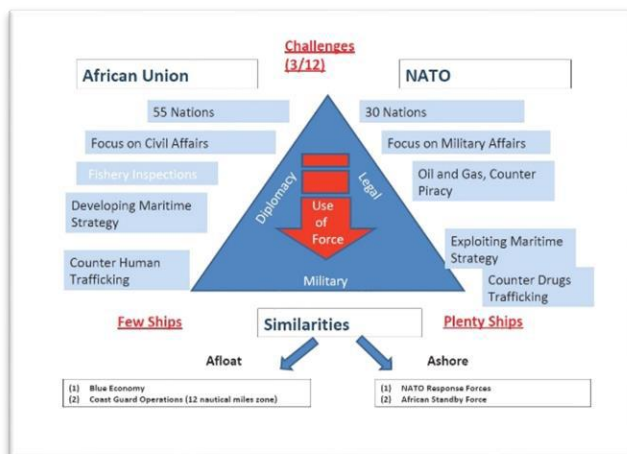 Challenges
(3/12)
African Union
NATO
55 Nations
30 Nations
Focus on Civil Affairs
Focus on Military Affairs
Fishery Inspections
Oil and Gas, Counter
Piracy
Developing Maritime
Strategy
Exploiting Maritime
Strategy
Counter Human
Trafficking
Counter Drugs
Trafficking
Diplomacy
Legal
Use
of
Force
Military
Few Ships
Similarities
Plenty Ships
Afloat
Ashore
(1) Blue Economy
(2) Coast Guard Operations (12 nautical miles zone)
(1) NATO Response Forces
(2) African Standby Force